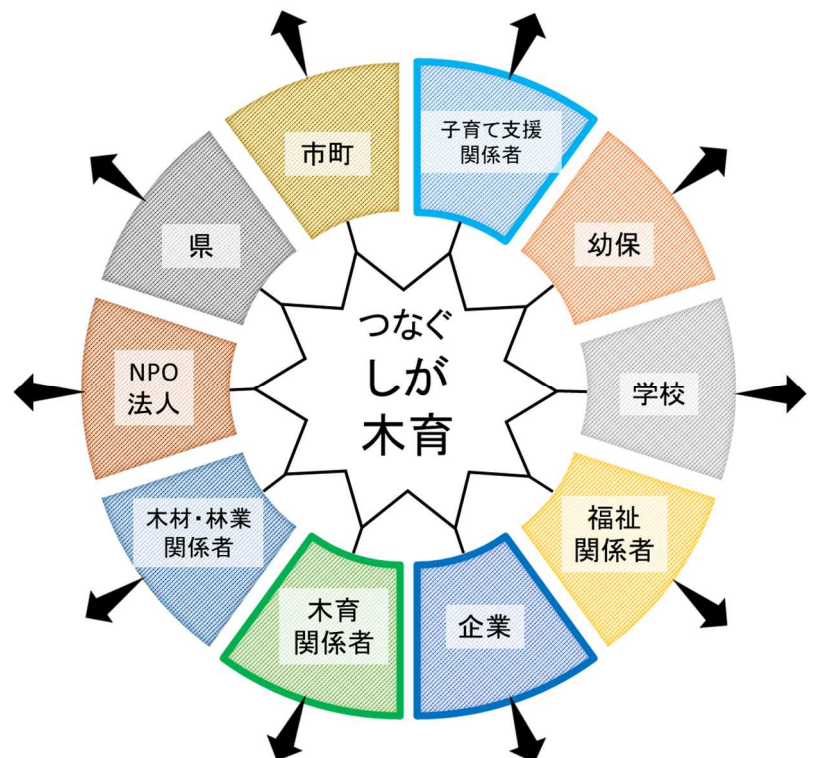 つなぐ
しが
木育
子育て支援
関係者
幼保
学校
福祉
関係者
企業
木育
関係者
木材・林業
関係者
NPO
法人
県
市町